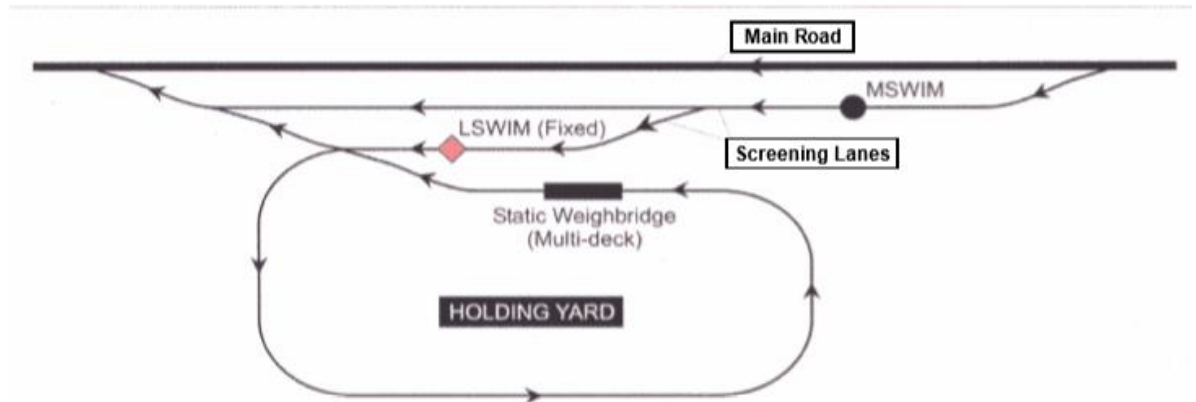 Main Road
MSWIM
LSWIM (Fixed)
Screening Lanes
Static Weighbridge
(Multi-deck)
HOLDING YARD